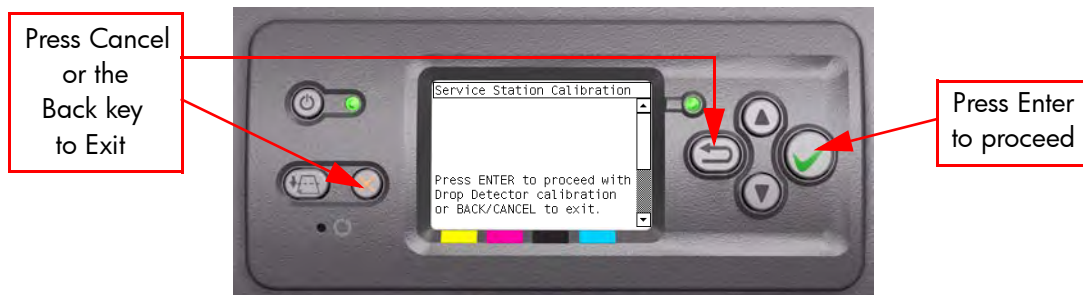 Press Cancel
or the
Back key
to Exit
Service Station Calibration
Press ENTER to proceed with
Drop Detector calibration
or BACK/CANCEL to exit.
Press Enter
to proceed